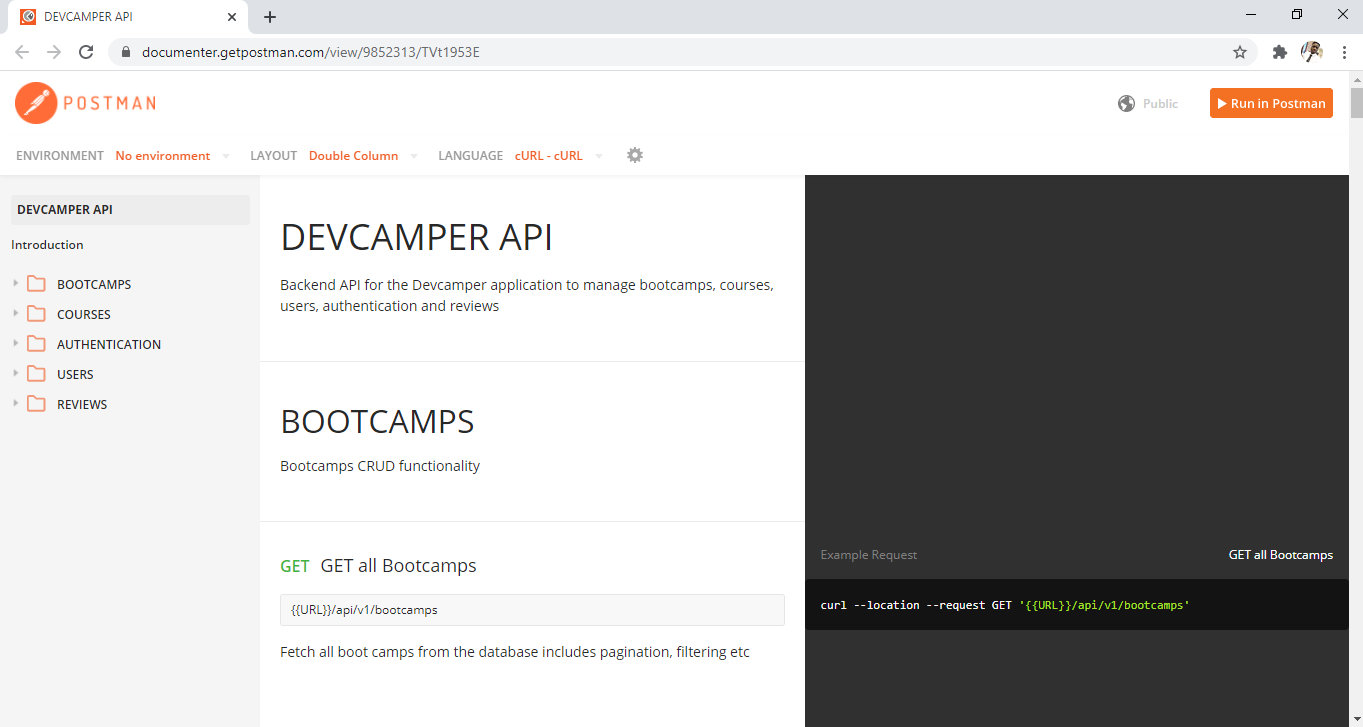 DEVCAMPER API
documenter.getpostman.com/view/9852313/TVt1953E
POSTMAN
Public
Run in Postman
ENVIRONMENT No environment LAYOUT Double Column LANGUAGE cURL - cURL
DEVCAMPER API
Introduction
BOOTCAMPS
COURSES
AUTHENTICATION
USERS
REVIEWS
DEVCAMPER API
Backend API for the Devcamper application to manage bootcamps, courses,
users, authentication and reviews
BOOTCAMPS
Bootcamps CRUD functionality
GET GET all Bootcamps
{{URL}}/api/v1/bootcamps
Fetch all boot camps from the database includes pagination, filtering etc
Example Request
GET all Bootcamps
curl --location --request GET '{{URL}}/api/v1/bootcamps'